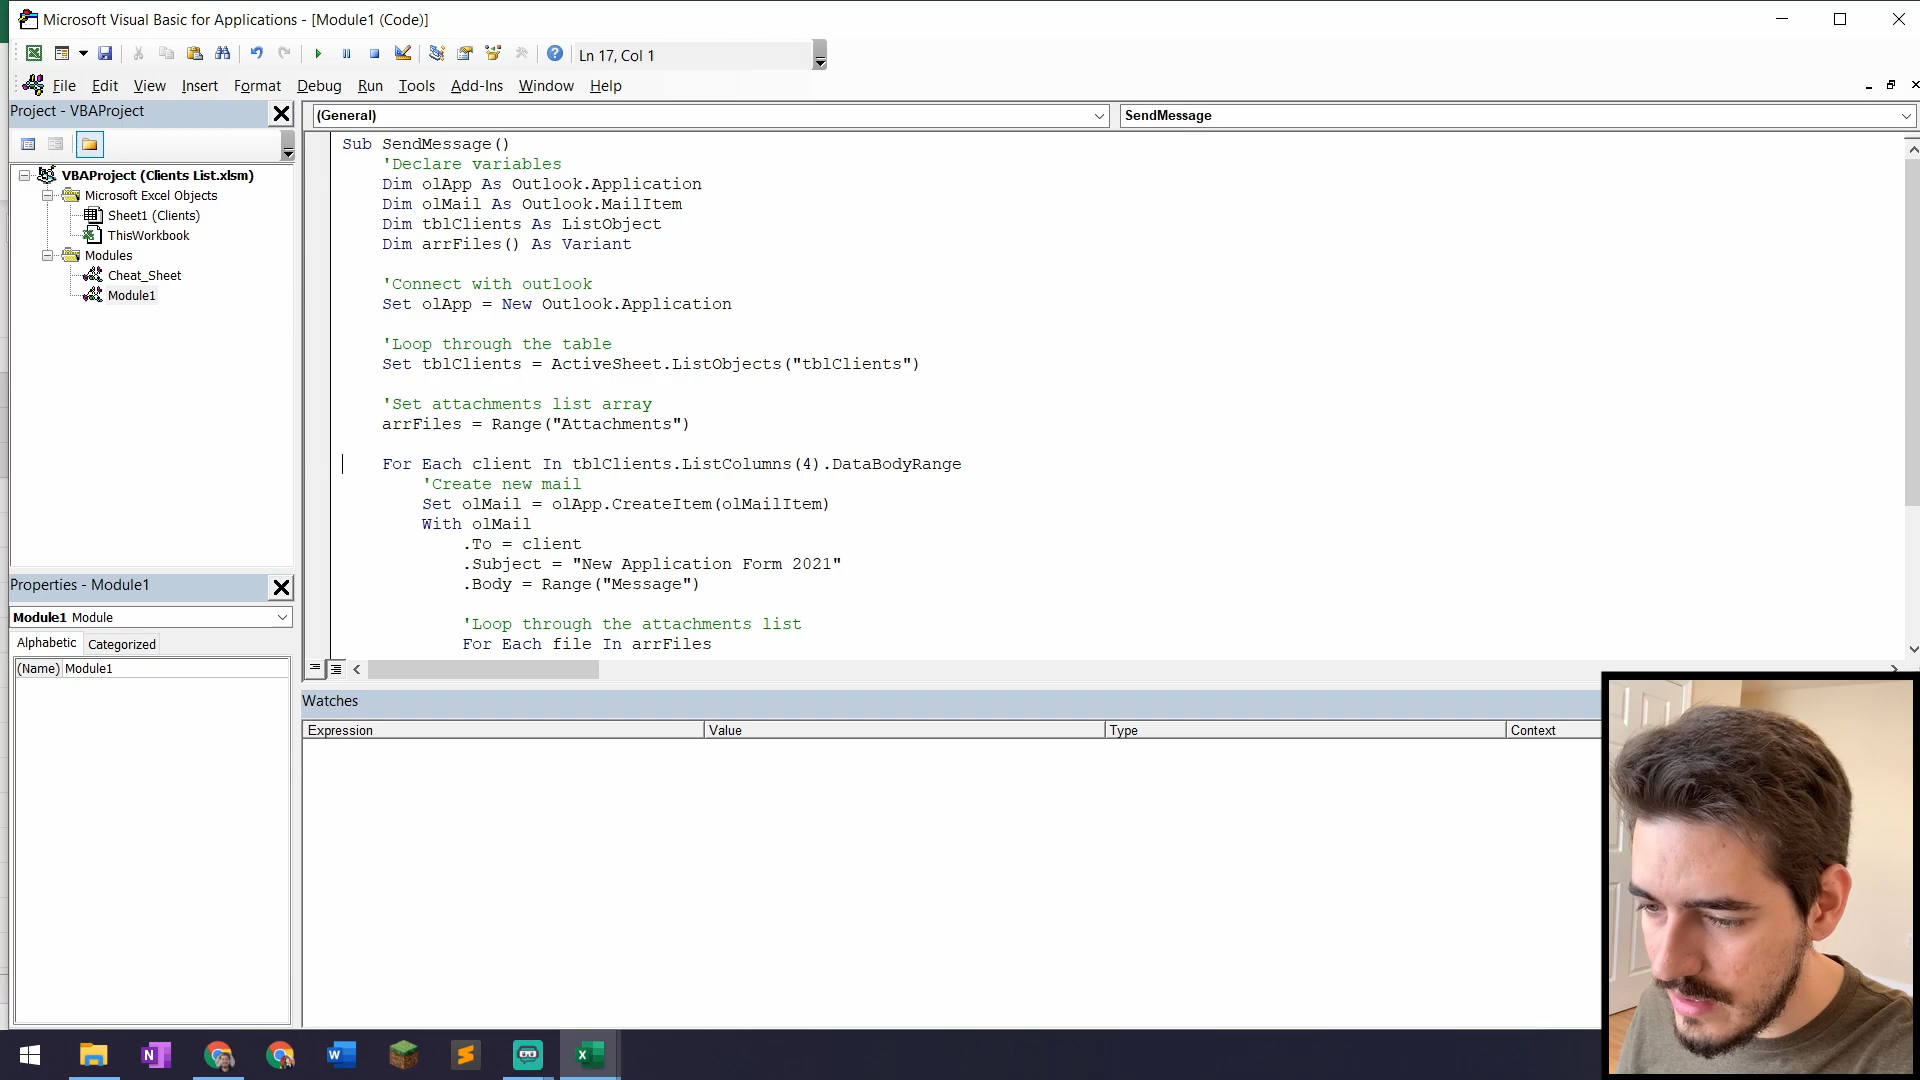 Microsoft Visual Basic for Applications - [Module1 (Code)]
Ln 17, Col 1
File Edit View Insert Format Debug Run Tools Add-Ins Window Help
Project - VBAProject
(General)
SendMessage
VBAProject (Clients List.xlsm)
Microsoft Excel Objects
Sheet1 (Clients)
ThisWorkbook
Modules
Cheat_Sheet
Module1
Properties - Module1
Module1 Module
Alphabetic Categorized
(Name) Module1
Sub SendMessage()
'Declare variables
Dim olApp As Outlook.Application
Dim olMail As Outlook.MailItem
Dim tblClients As ListObject
Dim arrFiles() As Variant
'Connect with outlook
Set olApp = New Outlook.Application
'Loop through the table
Set tblClients = ActiveSheet.ListObjects("tblClients")
'Set attachments list array
arrFiles = Range("Attachments")
For Each client In tblClients.ListColumns(4).DataBodyRange
'Create new mail
Set olMail = olApp.CreateItem(olMailItem)
With olMail
.To = client
.Subject = "New Application Form 2021"
.Body = Range("Message")
'Loop through the attachments list
For Each file In arrFiles
Watches
Expression Value Type Context